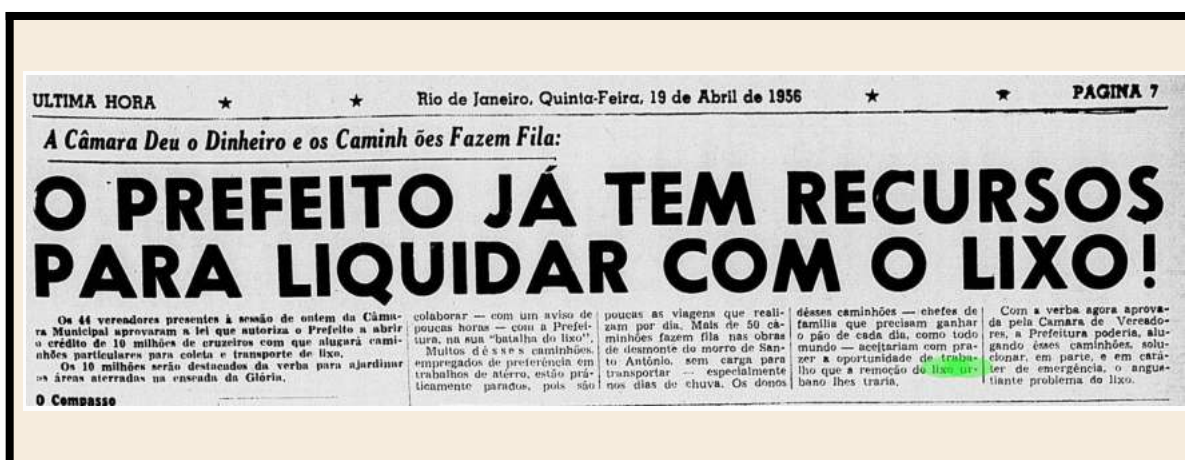 ULTIMA HORA ★ ★ Rio de Janeiro, Quinta-Feira, 19 de Abril de 1956 ★ ★ PAGINA 7
A Câmara Deu o Dinheiro e os Caminh ões Fazem Fila:
O PREFEITO JÁ TEM RECURSOS
PARA LIQUIDAR COM O LIXO!
Os 44 vereadores presentes à sessão de ontem da Câma-
ra Municipal aprovaram a lei que autoriza o Prefeito a abrir
o crédito de 10 milhões de cruzeiros com que alugará cami-
nhões particulares para coleta e transporte de lixo.
Os 10 milhões serão destacados da verba para ajardinar
as áreas aterradas na enseada da Glória.
O Compasso
colaborar — com um aviso de
poucas horas — com a Prefei-
tura, na sua "batalha do lixo".
Muitos dêsses caminhões,
empregados de preferência em
trabalhos de atêrro, estão prà-
ticamente parados, pois são
poucas as viagens que reali-
zam por dia. Mais de 50 ca-
minhões fazem fila nas obras
de desmonte do morro de San-
to Antônio, sem carga para
transportar — especialmente
nos dias de chuva. Os donos
dêsses caminhões — chefes de
família que precisam ganhar
o pão de cada dia, como todo
mundo — aceitariam com pra-
zer a oportunidade de traba-
lho que a remoção do lixo ur-
bano lhes traria.
Com a verba agora aprova-
da pela Camara de Vereado-
res, a Prefeitura poderia, alu-
gando êsses caminhões, solu-
cionar, em parte, e em cará-
ter de emergência, o angus-
tiante problema do lixo.